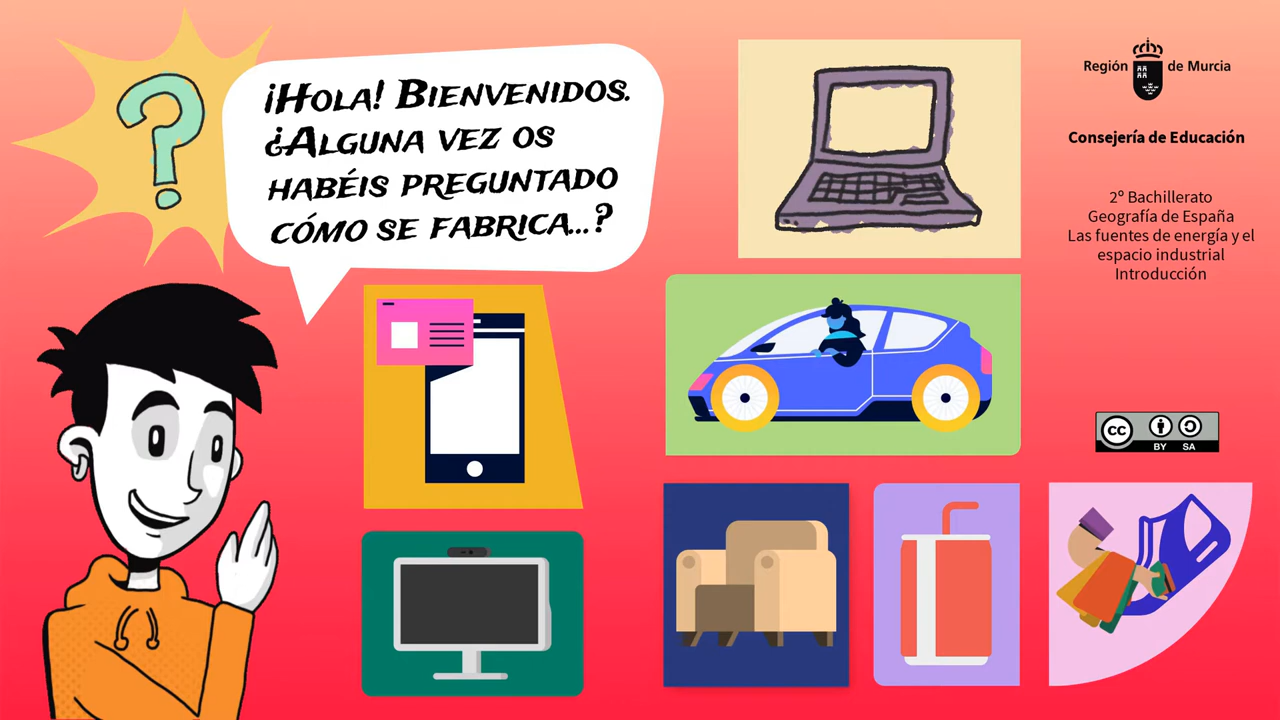 ¡HOLA! BIENVENIDOS.
¿ALGUNA VEZ OS
HABÉIS PREGUNTADO
CÓMO SE FABRICA...?
Región de Murcia
Consejería de Educación
2º Bachillerato
Geografía de España
Las fuentes de energía y el
espacio industrial
Introducción
CC BY SA